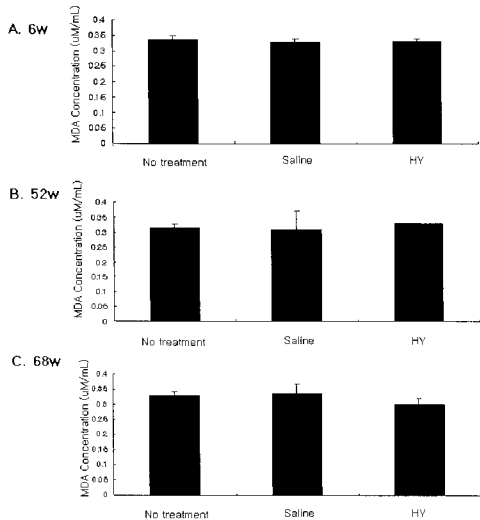 A. 6w
MDA Concentration (uM/mL)
0.4
0.35
0.3
0.25
0.2
0.15
0.1
0.05
0
No treatment
Saline
HY
B. 52w
MDA Concentration (uM/mL)
0.4
0.35
0.3
0.25
0.2
0.15
0.1
0.05
0
No treatment
Saline
HY
C. 68w
MDA Concentration (uM/mL)
0.4
0.35
0.3
0.25
0.2
0.15
0.1
0.05
0
No treatment
Saline
HY